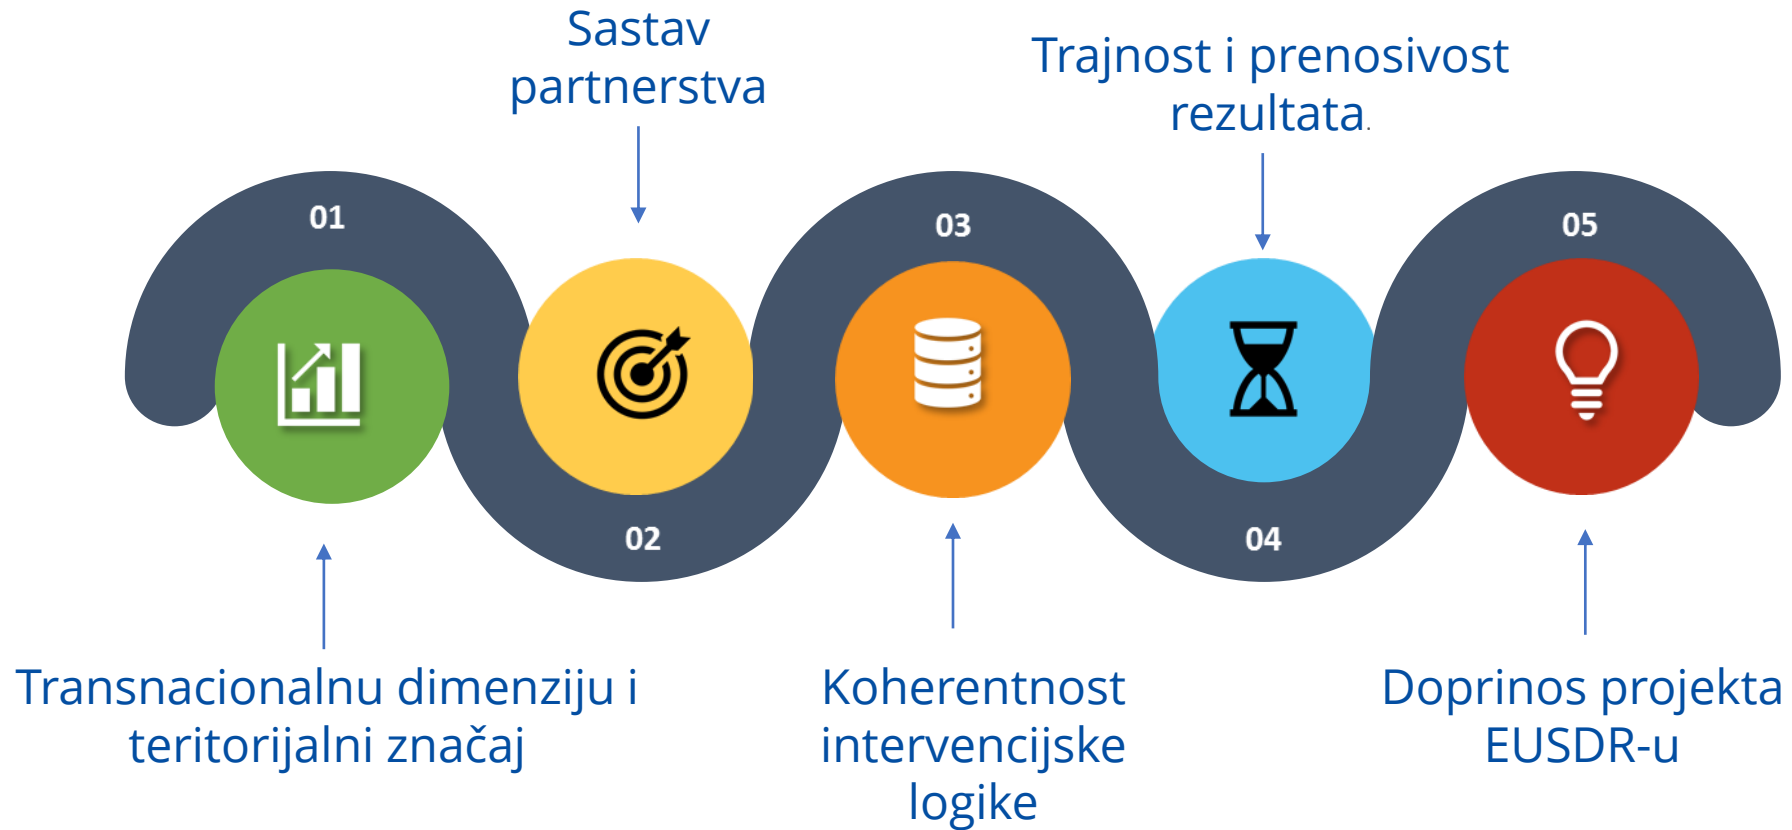 Sastav
partnerstva
Trajnost i prenosivost
rezultata.
01
03
05
02
04
Transnacionalnu dimenziju i
teritorijalni značaj
Koherentnost
intervencijske
logike
Doprinos projekta
EUSDR-u